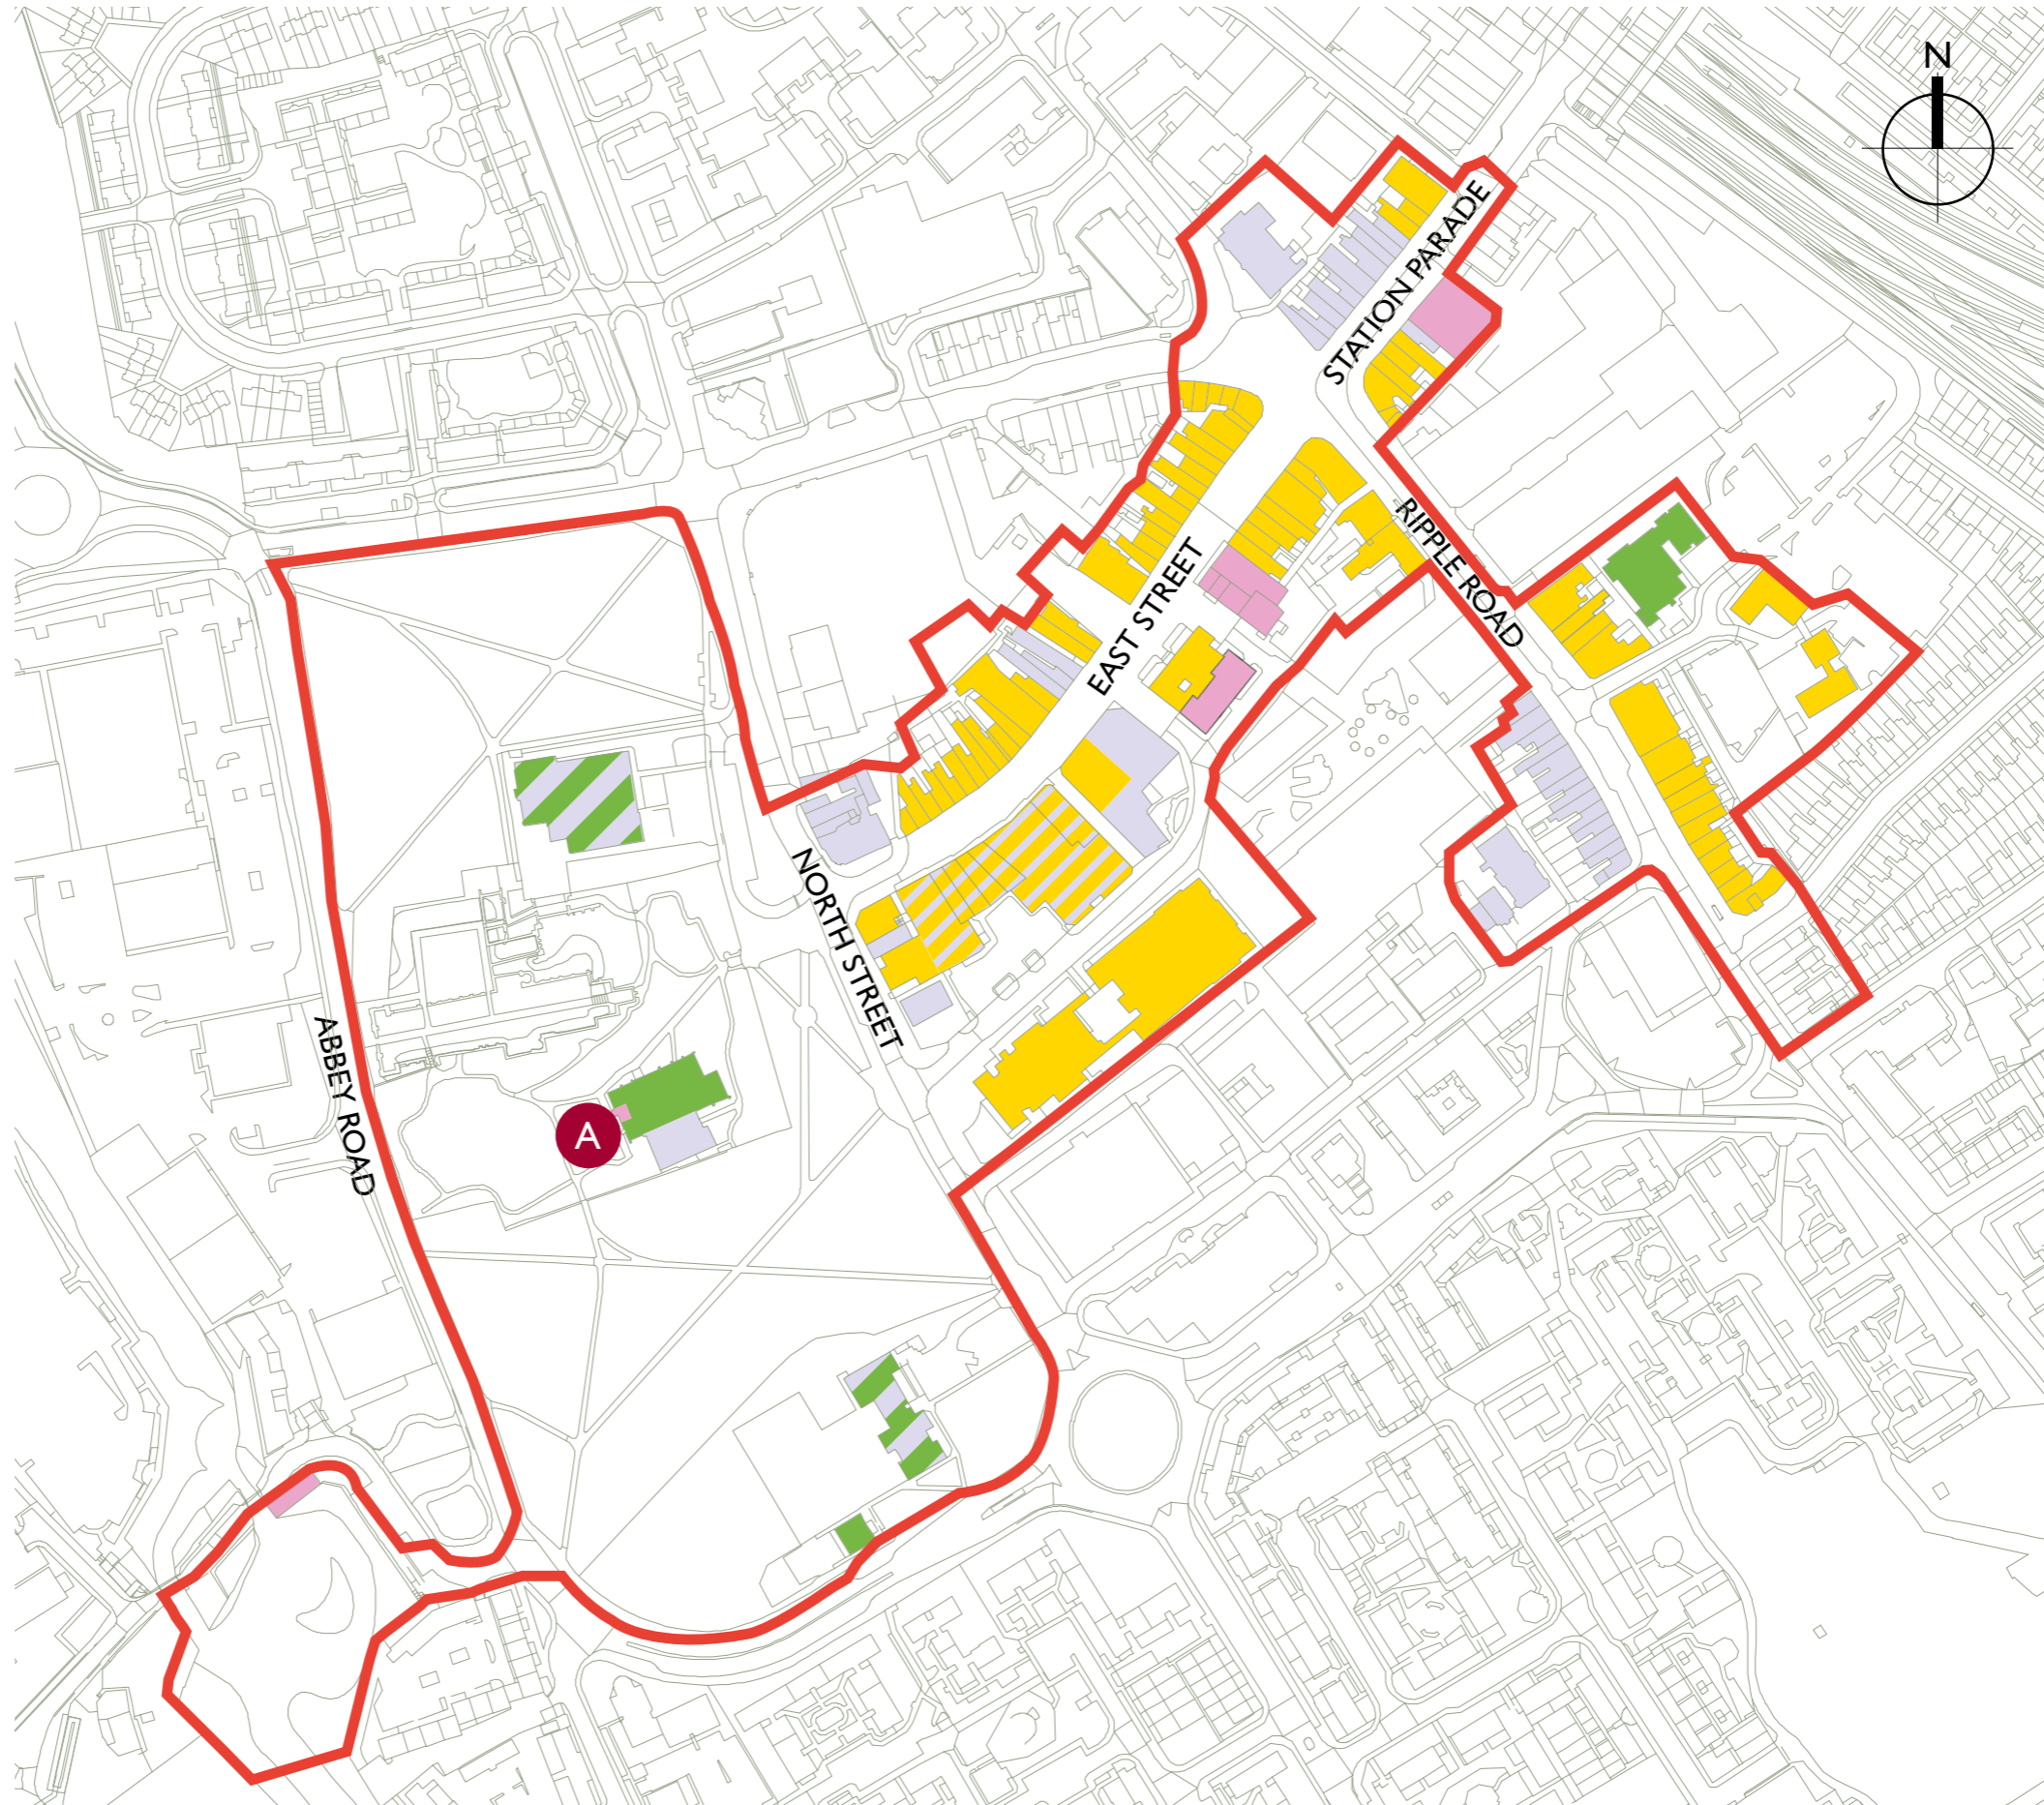 N
STATION PARADE
RIPPLE ROAD
EAST STREET
NORTH STREET
ABBEY ROAD
A